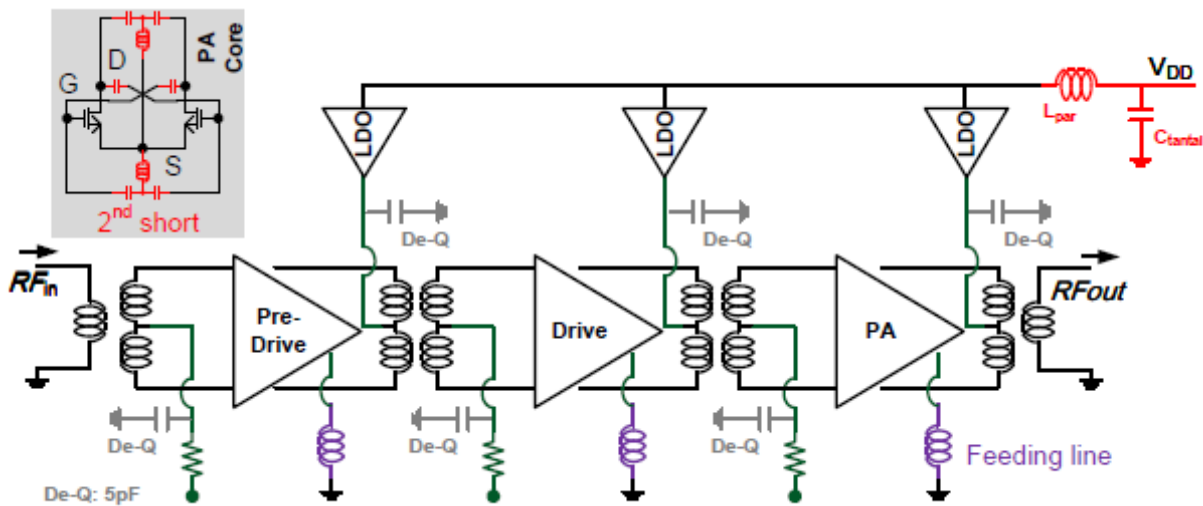 PA
Core
D
G
S
2nd short
VDD
Lpar
Ctantal
LDO
LDO
LDO
De-Q
De-Q
De-Q
RFin
RFout
Pre-
Drive
Drive
PA
De-Q
De-Q
De-Q
Feeding line
De-Q: 5pF